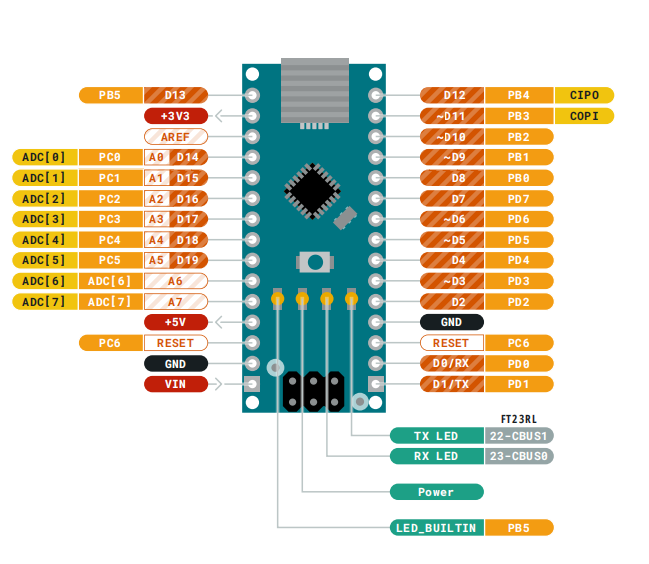 PB5 D13 D12 PB4 CIPO
+3V3 ~D11 PB3 COPI
AREF ~D10 PB2
ADC[0] PC0 A0 D14 ~D9 PB1
ADC[1] PC1 A1 D15 D8 PB0
ADC[2] PC2 A2 D16 D7 PD7
ADC[3] PC3 A3 D17 ~D6 PD6
ADC[4] PC4 A4 D18 ~D5 PD5
ADC[5] PC5 A5 D19 D4 PD4
ADC[6] ADC[6] A6 ~D3 PD3
ADC[7] ADC[7] A7 D2 PD2
+5V GND
PC6 RESET RESET PC6
GND D0/RX PD0
VIN D1/TX PD1
FT23RL
TX LED 22-CBUS1
RX LED 23-CBUS0
Power
LED_BUILTIN PB5